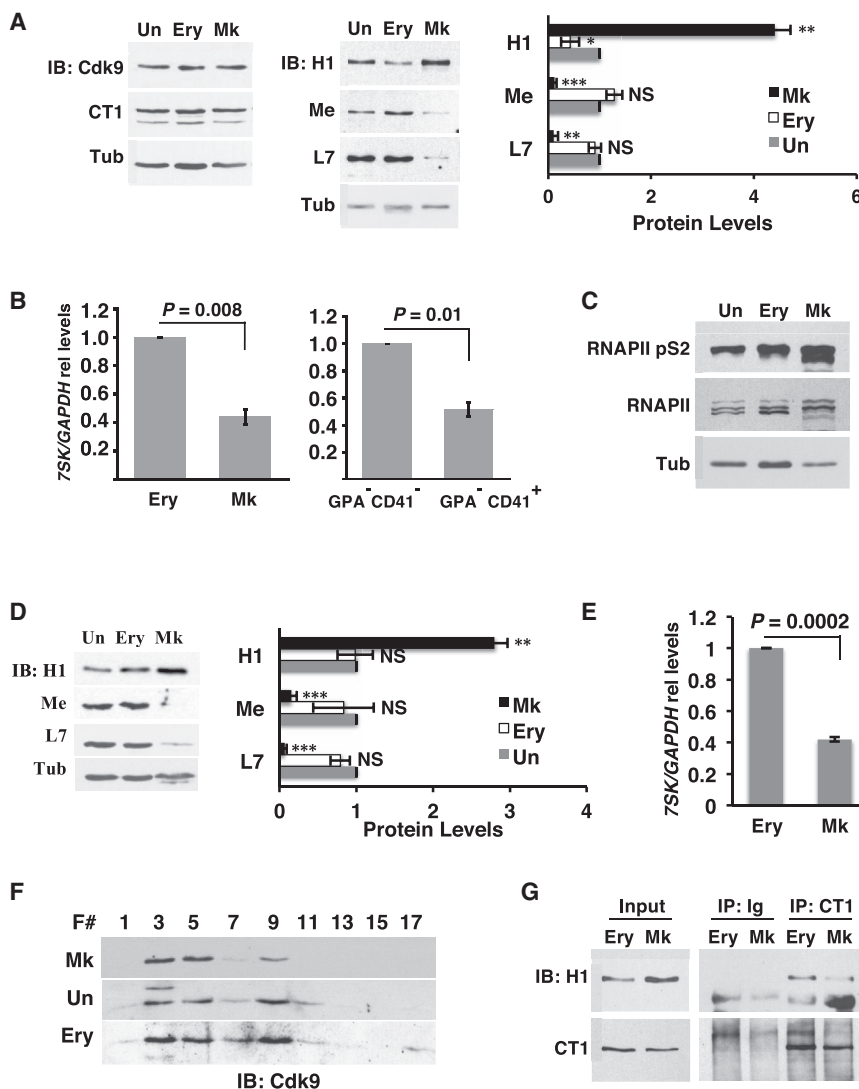 A
Un Ery Mk
IB: Cdk9
CT1
Tub
Un Ery Mk
IB: H1
Me
L7
Tub
H1
**
*
Me
***
NS
L7
**
NS
Mk
Ery
Un
0 2 4 6
Protein Levels
B
7SK/GAPDH rel levels
1.2
1.0
0.8
0.6
0.4
0.2
P = 0.008
Ery Mk
1.2
1.0
0.8
0.6
0.4
0.2
P = 0.01
GPA- CD41- GPA- CD41+
C
Un Ery Mk
RNAPII pS2
RNAPII
Tub
D
Un Ery Mk
IB: H1
Me
L7
Tub
H1
**
NS
Me
***
NS
L7
***
NS
Mk
Ery
Un
0 1 2 3 4
Protein Levels
E
7SK/GAPDH rel levels
1.2
1
0.8
0.6
0.4
0.2
0
P = 0.0002
Ery Mk
F
F# 1 3 5 7 9 11 13 15 17
Mk
Un
Ery
IB: Cdk9
G
Input IP: Ig IP: CT1
Ery Mk Ery Mk Ery Mk
IB: H1
CT1